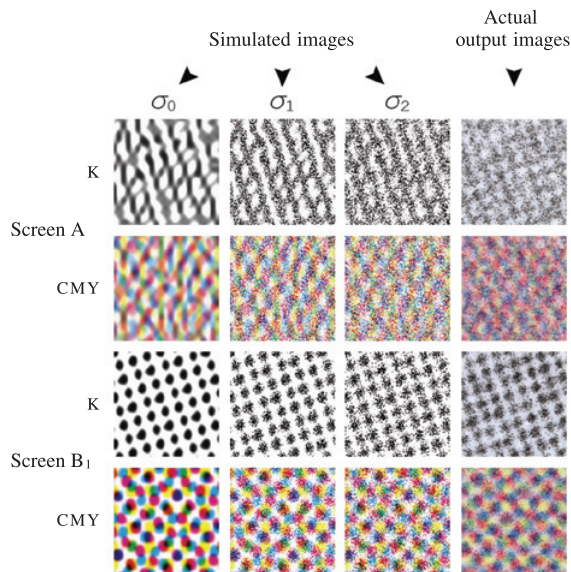 Actual
Simulated images
output images
σ₀
σ₁
σ₂
K
Screen A
CMY
K
Screen B₁
CMY